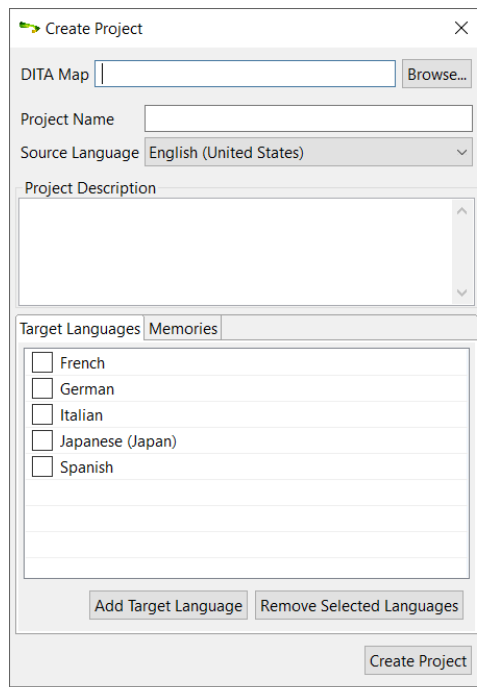 Create Project
DITA Map Browse...
Project Name
Source Language English (United States)
Project Description
Target Languages Memories
French
German
Italian
Japanese (Japan)
Spanish
Add Target Language Remove Selected Languages
Create Project